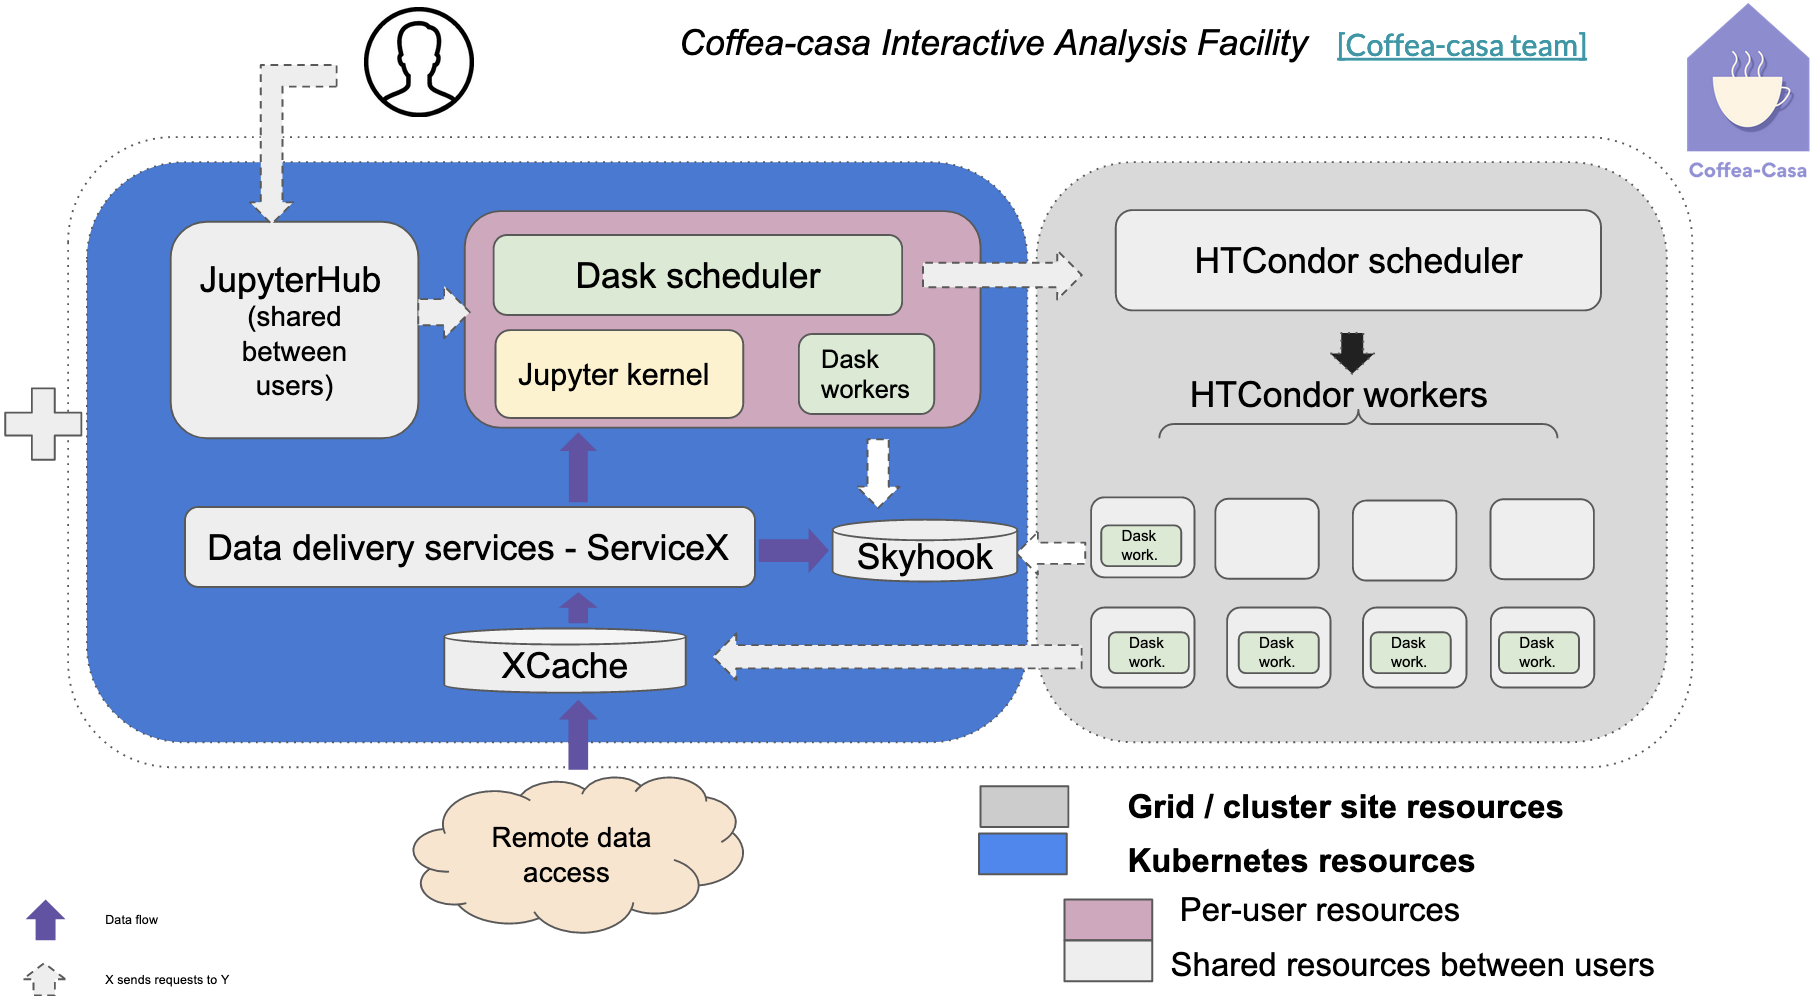 Coffea-casa Interactive Analysis Facility [Coffea-casa team]
Coffea-Casa
JupyterHub
(shared
between
users)
Dask scheduler
Jupyter kernel
Dask
workers
HTCondor scheduler
HTCondor workers
Data delivery services - ServiceX
Skyhook
XCache
Dask
work.
Dask
work.
Dask
work.
Dask
work.
Dask
work.
Remote data
access
Grid / cluster site resources
Kubernetes resources
Per-user resources
Shared resources between users
Data flow
X sends requests to Y